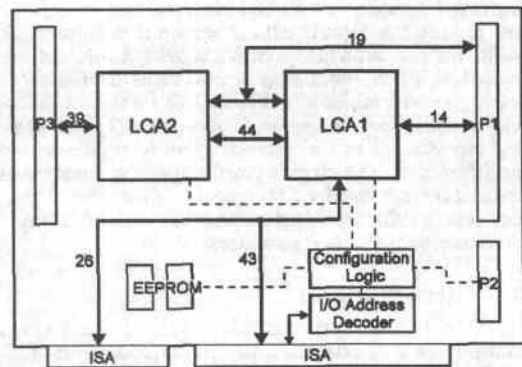 19
P3
39
LCA2
44
LCA1
14
P1
26
43
EEPROM
Configuration
Logic
P2
I/O Address
Decoder
ISA
ISA